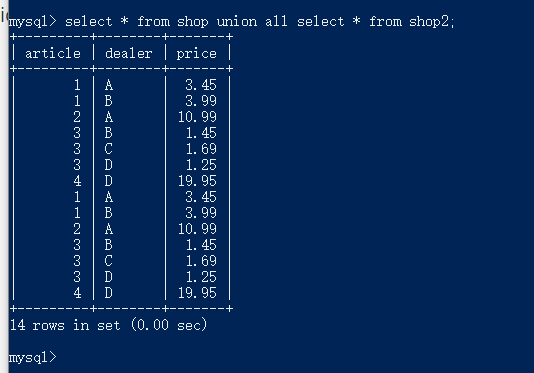 mysql> select * from shop union all select * from shop2;
+---------+--------+-------+
| article | dealer | price |
+---------+--------+-------+
|       1 | A      |  3.45 |
|       1 | B      |  3.99 |
|       2 | A      | 10.99 |
|       3 | B      |  1.45 |
|       3 | C      |  1.69 |
|       3 | D      |  1.25 |
|       4 | D      | 19.95 |
|       1 | A      |  3.45 |
|       1 | B      |  3.99 |
|       2 | A      | 10.99 |
|       3 | B      |  1.45 |
|       3 | C      |  1.69 |
|       3 | D      |  1.25 |
|       4 | D      | 19.95 |
+---------+--------+-------+
14 rows in set (0.00 sec)
mysql>